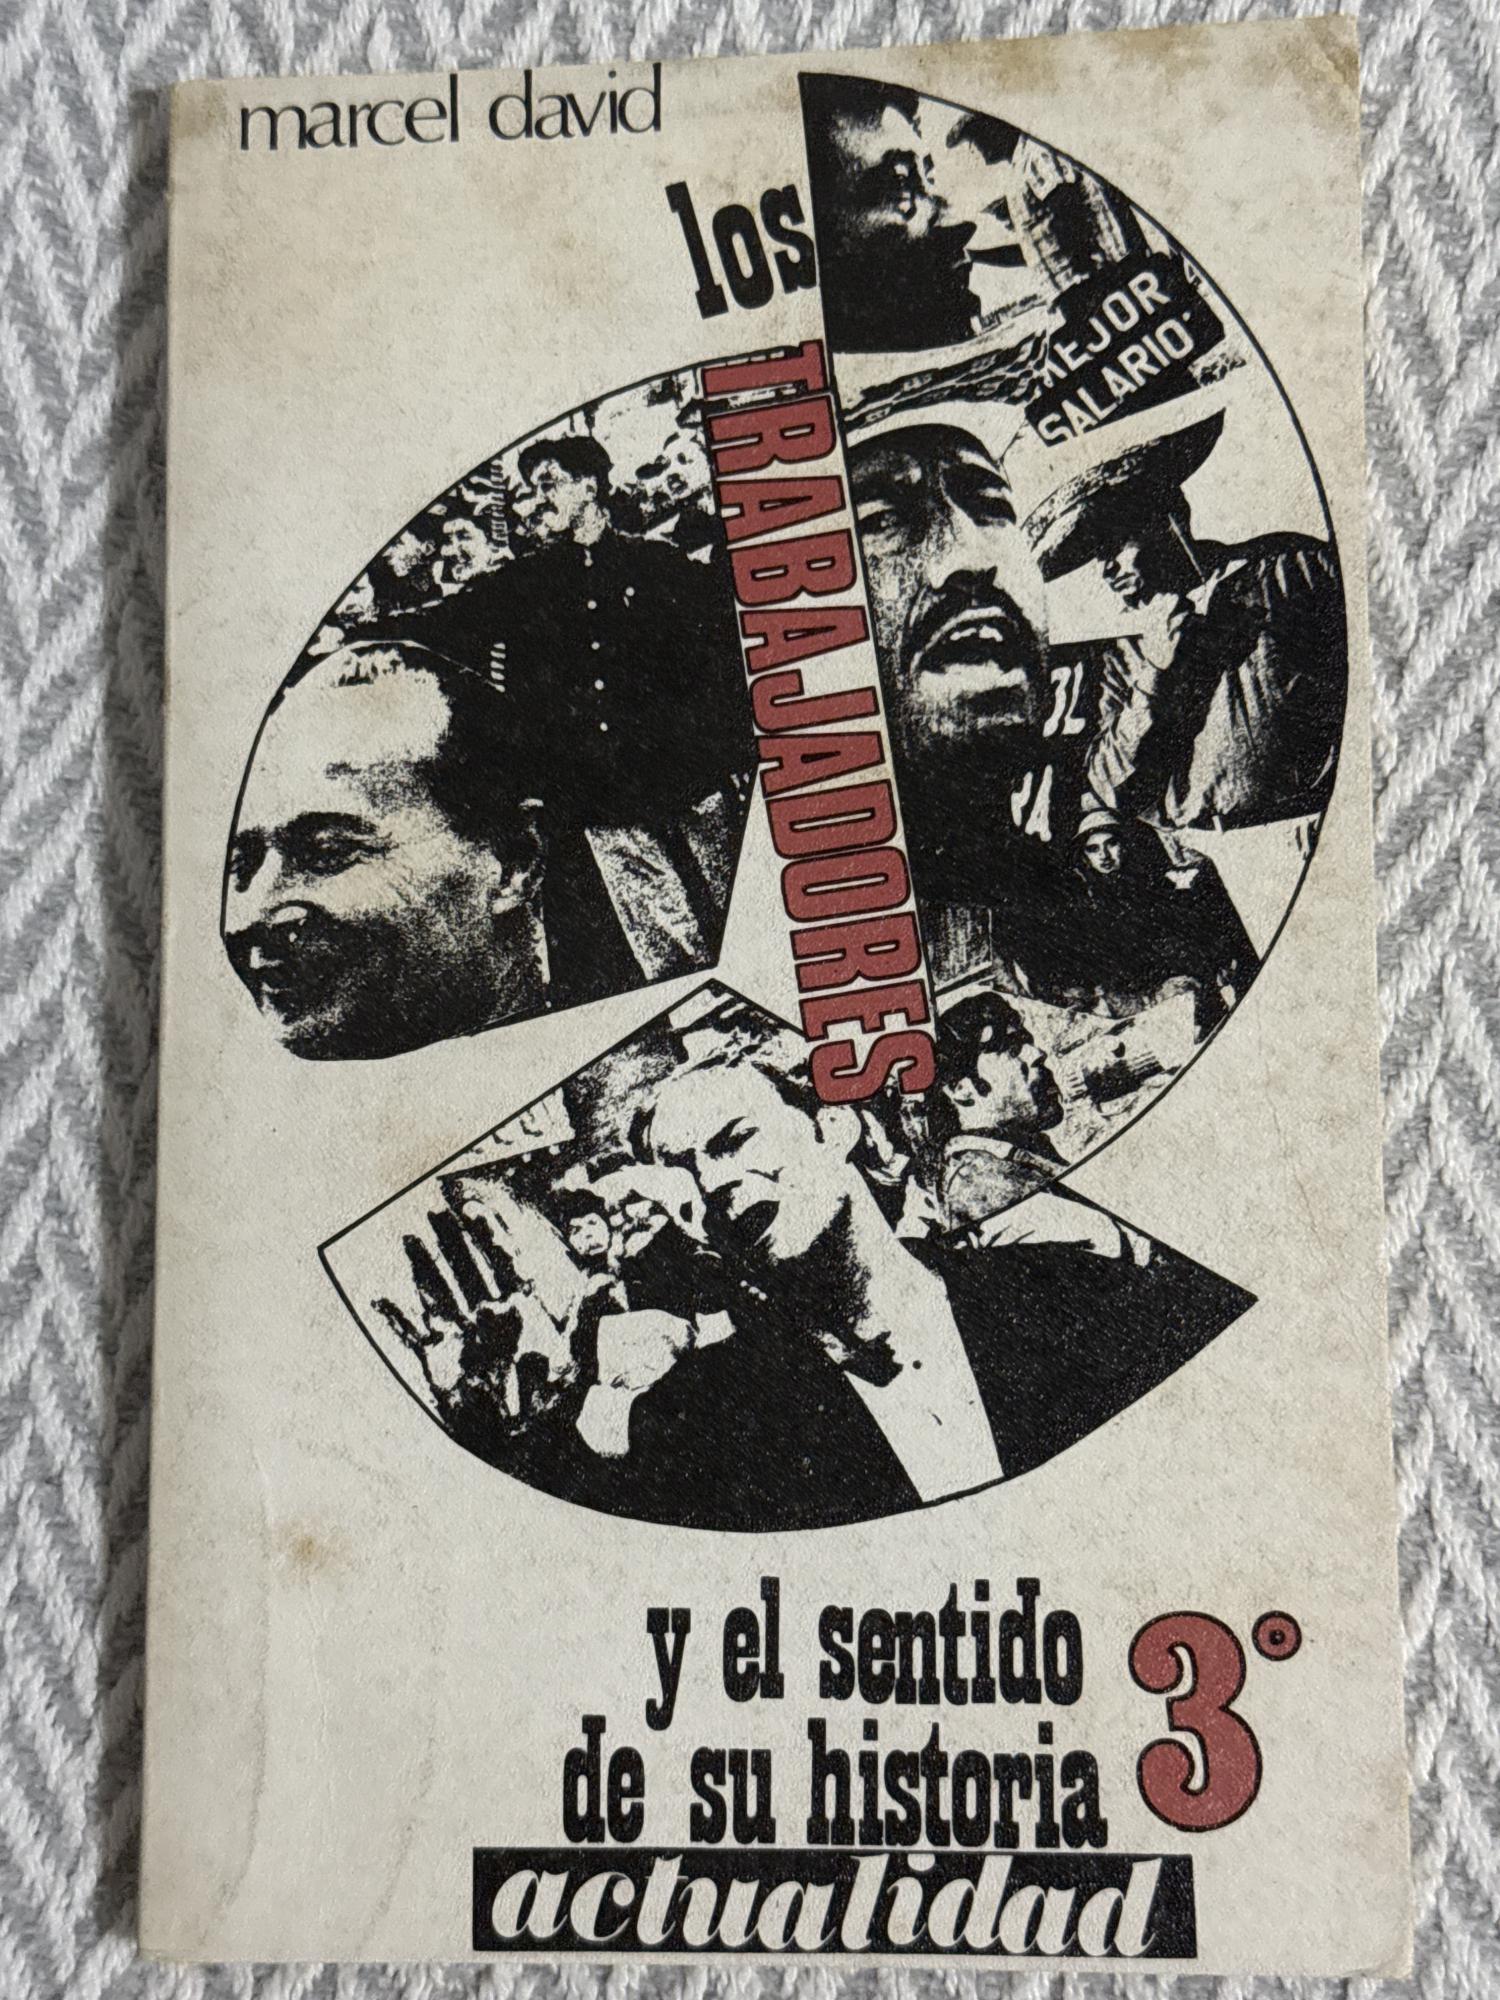 marcel david
los
TRABAJADORES
MEJOR
SALARIO
y el sentido
de su historia
3°
actualidad